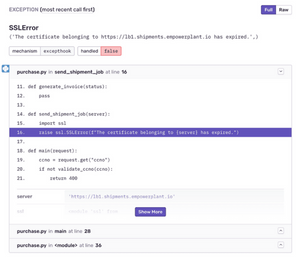 EXCEPTION (most recent call first)
Full Raw
SSLError
('The certificate belonging to https://lb1.shipments.empowerplant.io has expired.',)
mechanism excepthook handled false
purchase.py in send_shipment_job at line 16
11. def generate_invoice(status):
12. pass
13.
14. def send_shipment_job(server):
15. import ssl
16. raise ssl.SSLError(f"The certificate belonging to {server} has expired.")
17.
18. def main(request):
19. ccno = request.get("ccno")
20. if not validate_ccno(ccno):
21. return 400
server 'https://lb1.shipments.empowerplant.io'
Show More
purchase.py in main at line 28
purchase.py in <module> at line 36